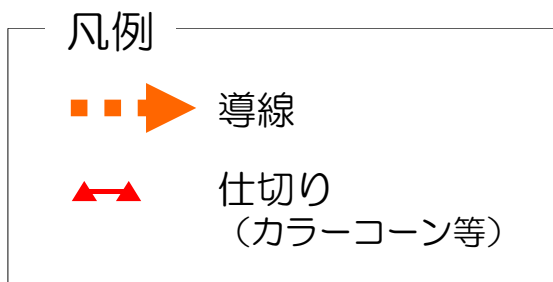 凡例
導線
仕切り
（カラーコーン等）